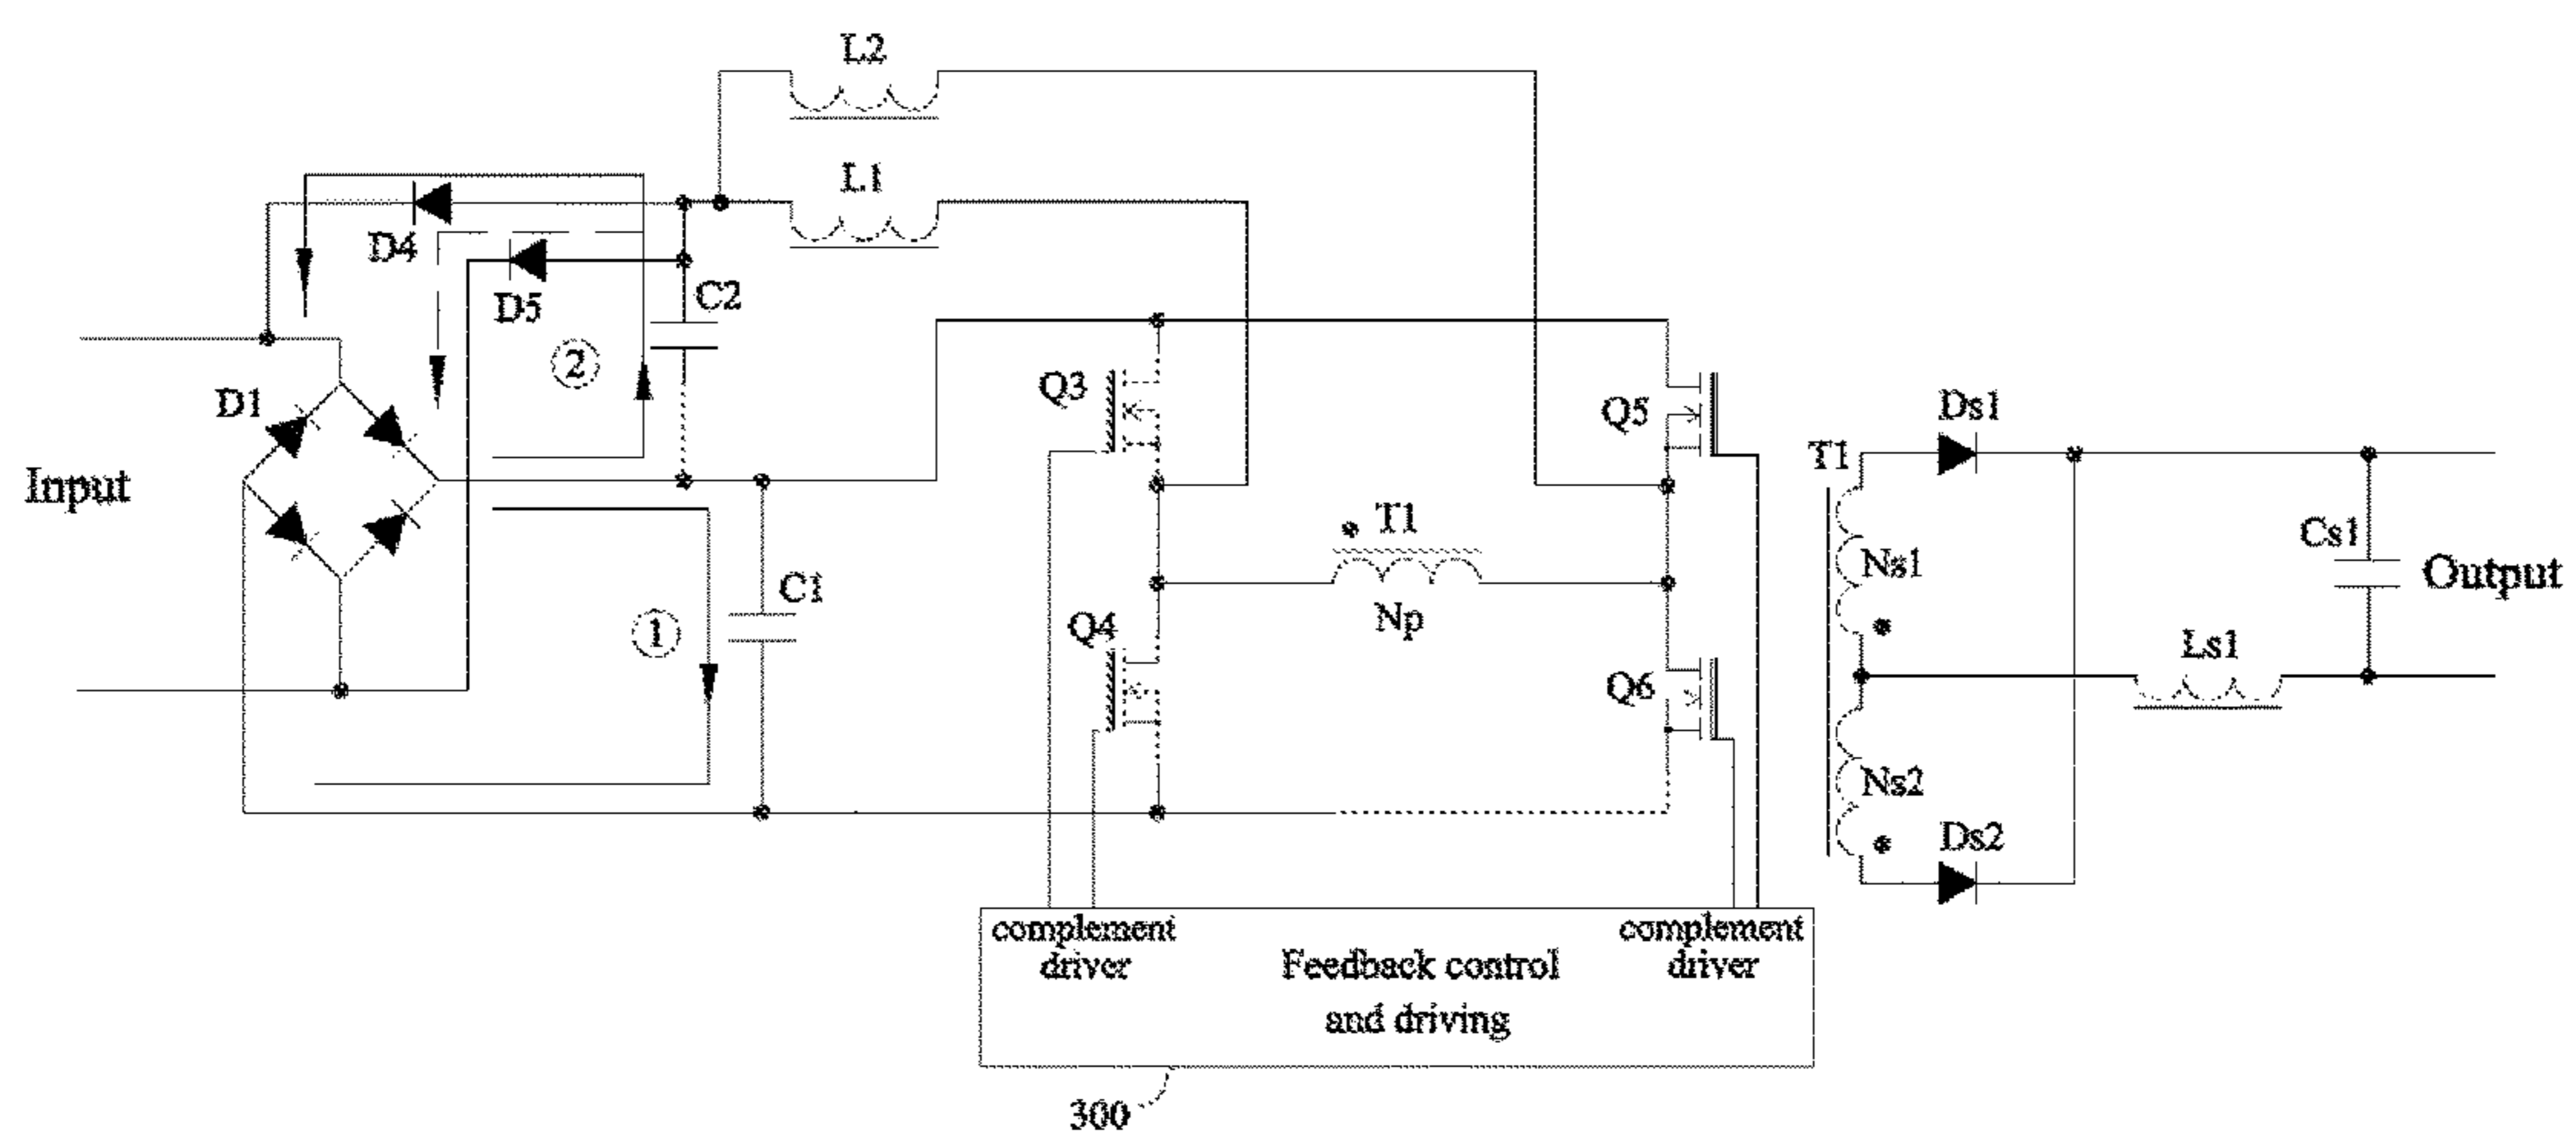 L2
L1
D4
D5
C2
②
D1
Q3
Q5
Ds1
T1
Input
T1
Cs1
Ns1
C1
Output
①
Np
Q4
Ls1
Q6
Ns2
Ds2
complement
driver
Feedback control
and driving
complement
driver
300